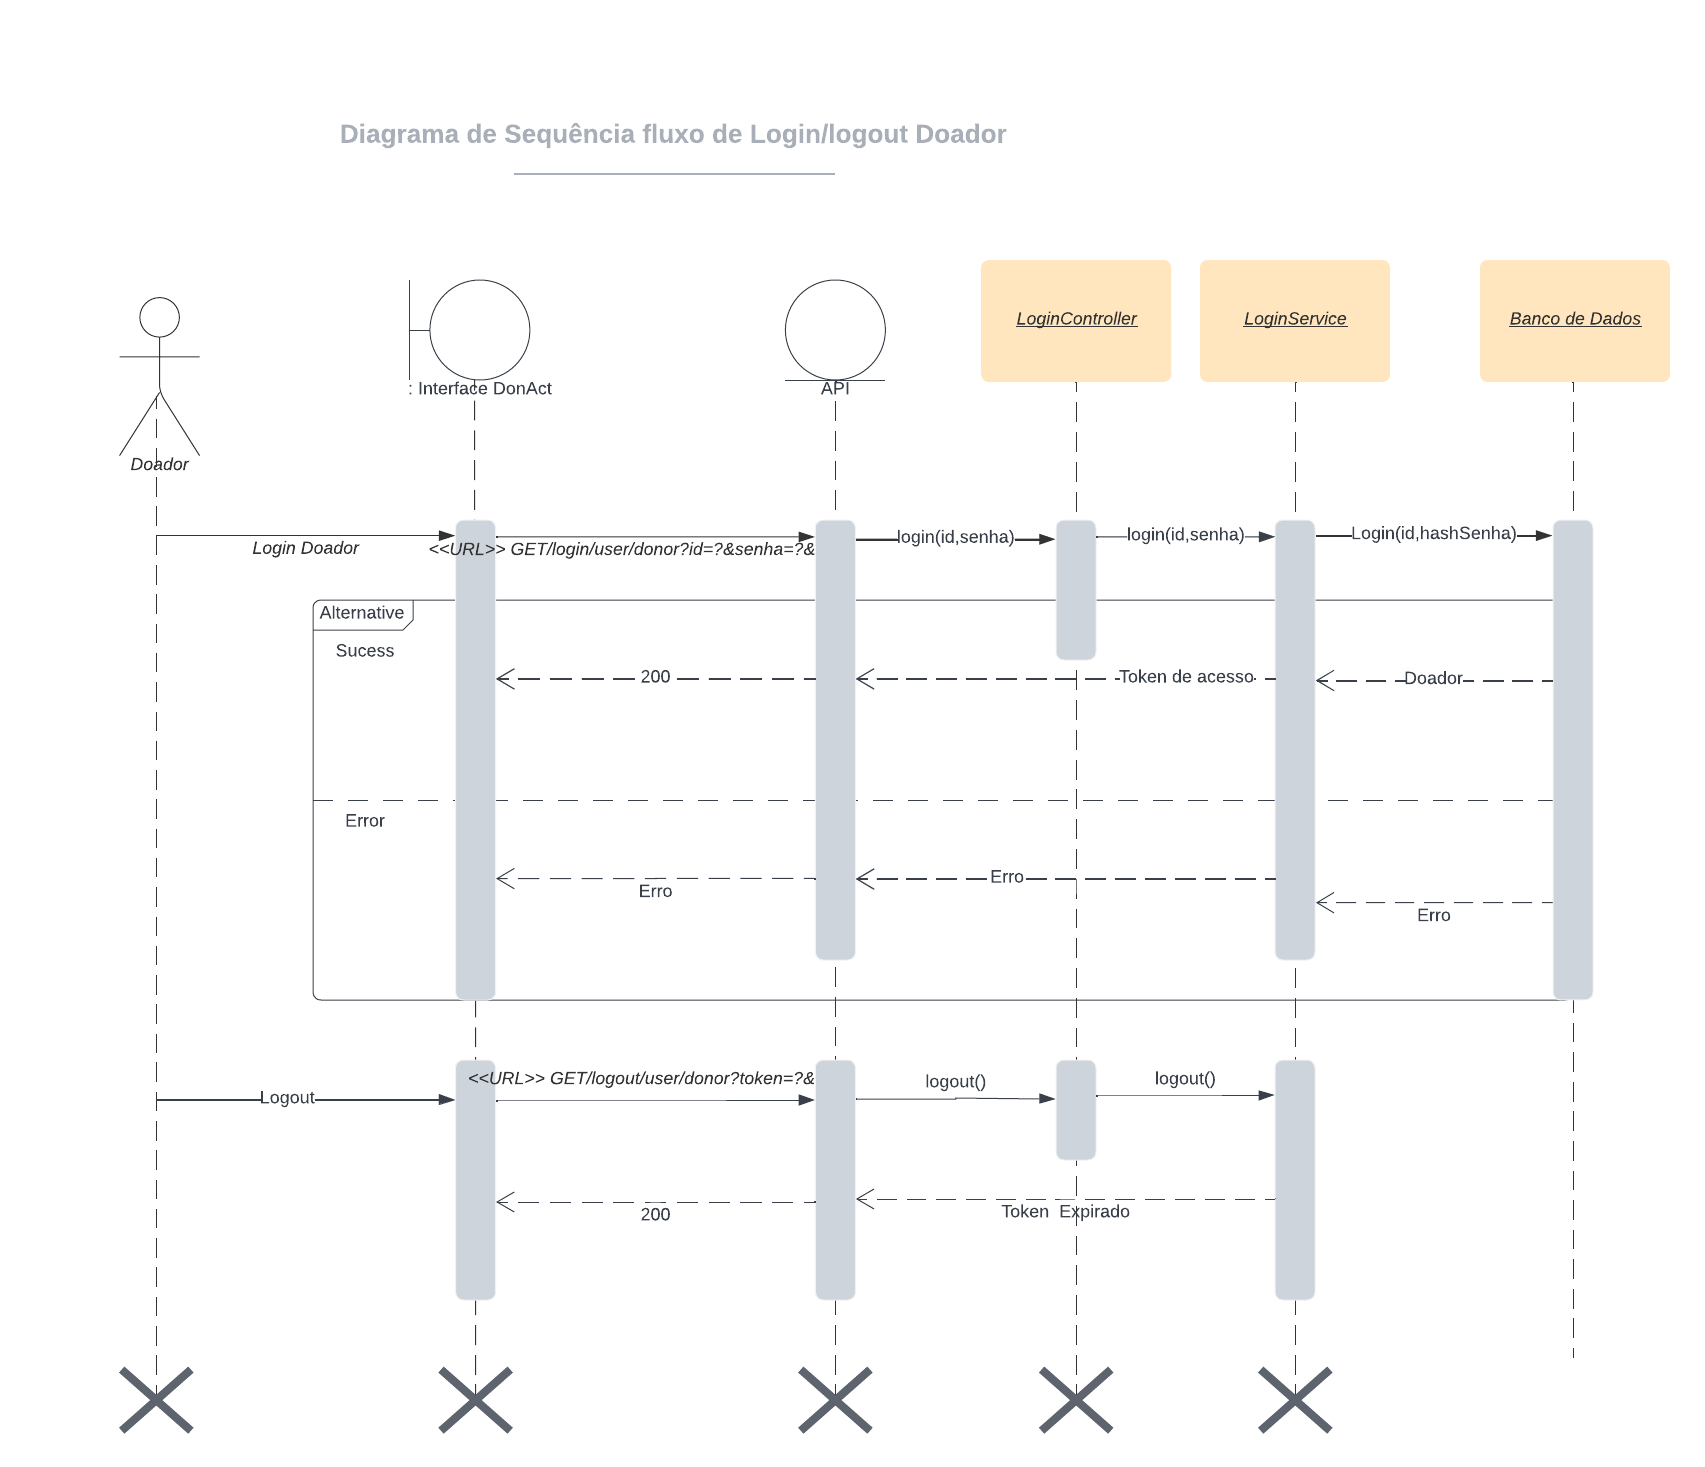 Diagrama de Sequência fluxo de Login/logout Doador
LoginController
LoginService
Banco de Dados
: Interface DonAct
API
Doador
Login Doador
<<URL>> GET/login/user/donor?id=?&senha=?&
login(id,senha)
login(id,senha)
Login(id,hashSenha)
Alternative
Sucess
200
Token de acesso
Doador
Error
Erro
Erro
Erro
Logout
<<URL>> GET/logout/user/donor?token=?&
logout()
logout()
200
Token Expirado